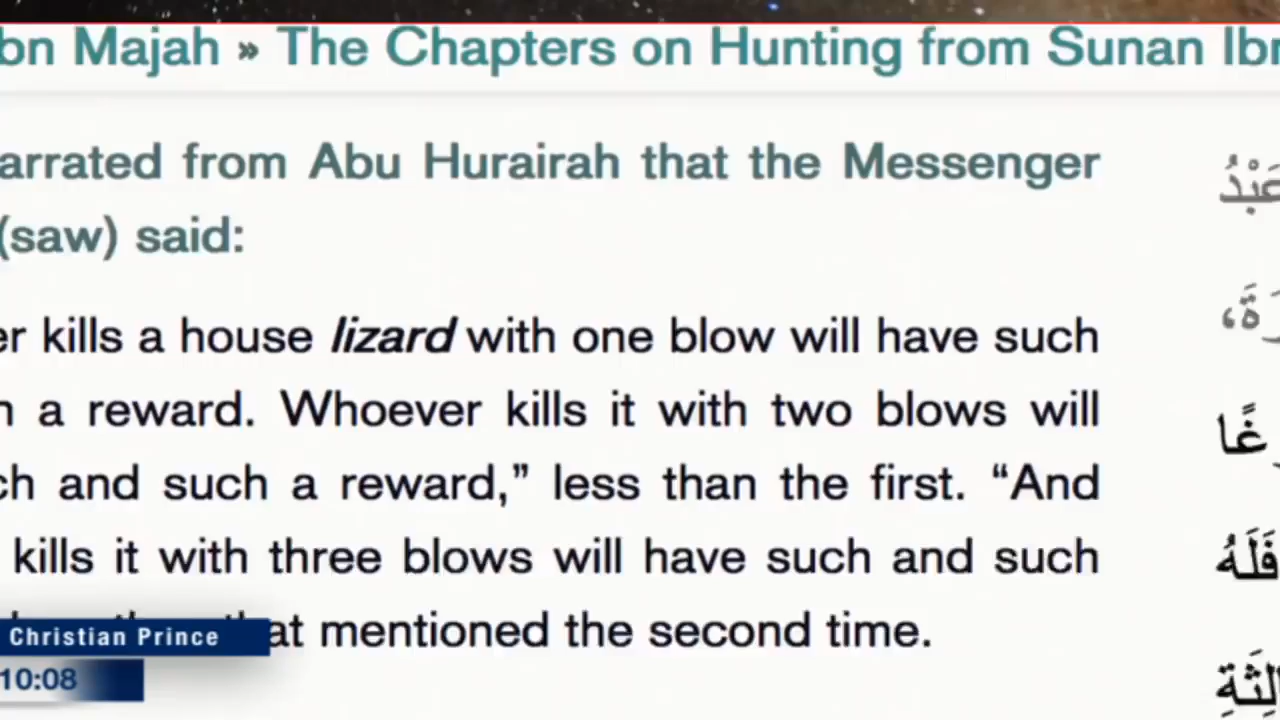 bn Majah » The Chapters on Hunting from Sunan Ib
arrated from Abu Hurairah that the Messenger
(saw) said:
er kills a house lizard with one blow will have such
a reward. Whoever kills it with two blows will
ch and such a reward,” less than the first. “And
kills it with three blows will have such and such
at mentioned the second time.
Christian Prince
10:08
عَبْدُ
رَةَ،
غًا
فَلَهُ
الِثَةِ